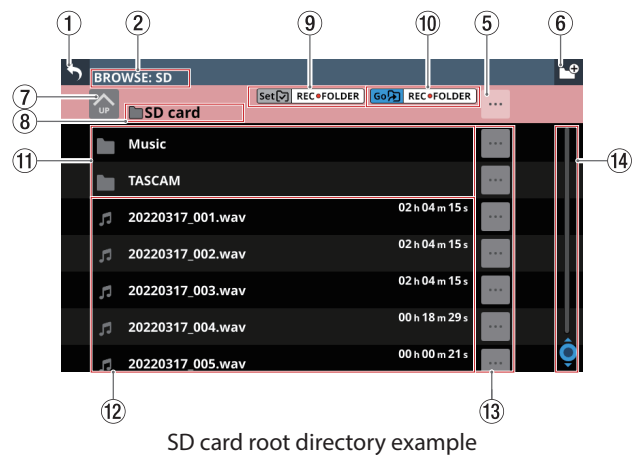 ① ② ⑨ ⑩ ⑤ ⑥
BROWSE: SD
⑦ UP Set REC●FOLDER Go REC●FOLDER ...
⑧ SD card
⑪ Music ... ⑭
TASCAM ...
20220317_001.wav 02 h 04 m 15 s ...
20220317_002.wav 02 h 04 m 15 s ...
20220317_003.wav 02 h 04 m 15 s ...
20220317_004.wav 00 h 18 m 29 s ...
20220317_005.wav 00 h 00 m 21 s ...
⑫ ⑬
SD card root directory example